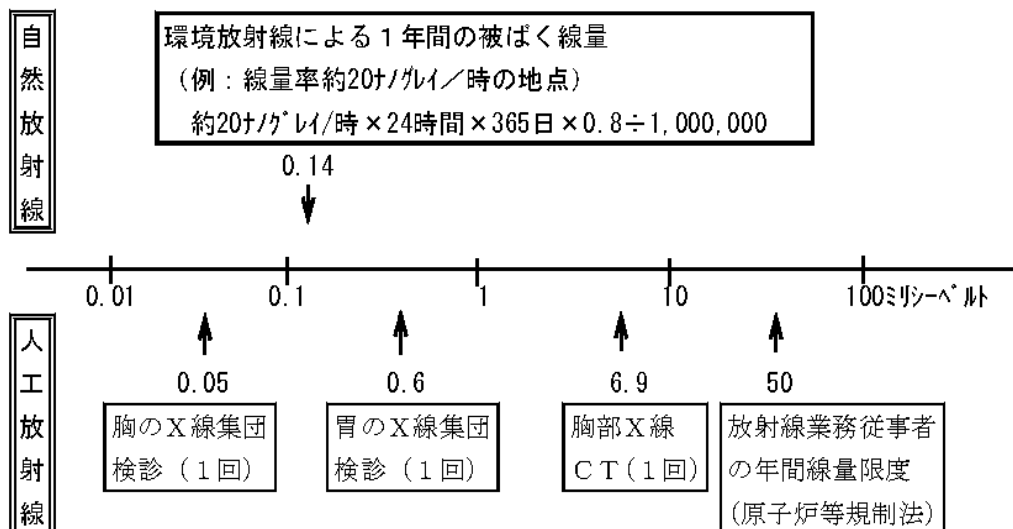 自然放射線
環境放射線による１年間の被ばく線量
（例：線量率約20ﾅﾉｸﾞﾚｲ／時の地点）
約20ﾅﾉｸﾞﾚｲ/時×24時間×365日×0.8÷1,000,000
0.14
0.01 0.1 1 10 100ﾐﾘｼｰﾍﾞﾙﾄ
人工放射線
0.05
胸のＸ線集団
検診（１回）
0.6
胃のＸ線集団
検診（１回）
6.9
胸部Ｘ線
ＣＴ(１回)
50
放射線業務従事者
の年間線量限度
(原子炉等規制法)